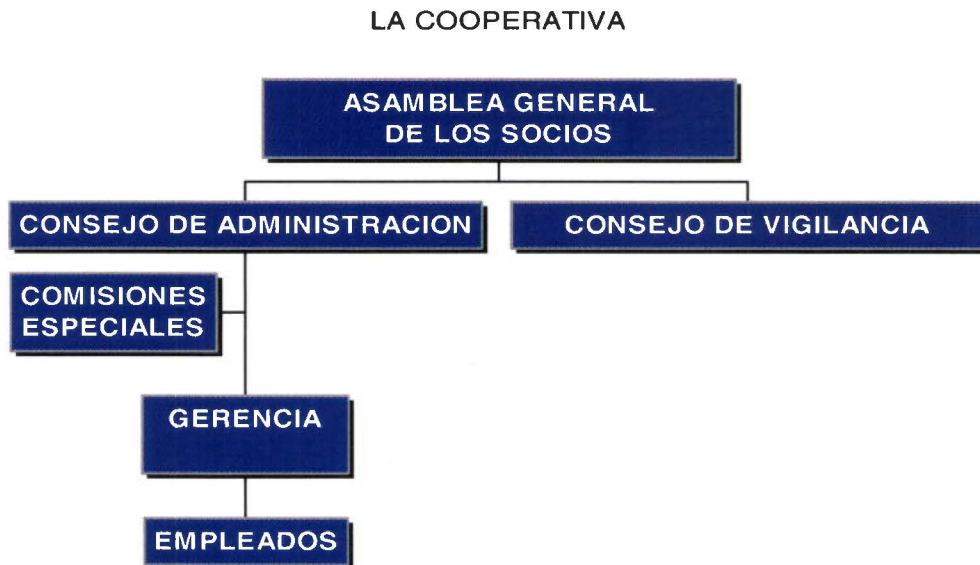 LA COOPERATIVA
ASAMBLEA GENERAL
DE LOS SOCIOS
CONSEJO DE ADMINISTRACION
CONSEJO DE VIGILANCIA
COMISIONES
ESPECIALES
GERENCIA
EMPLEADOS